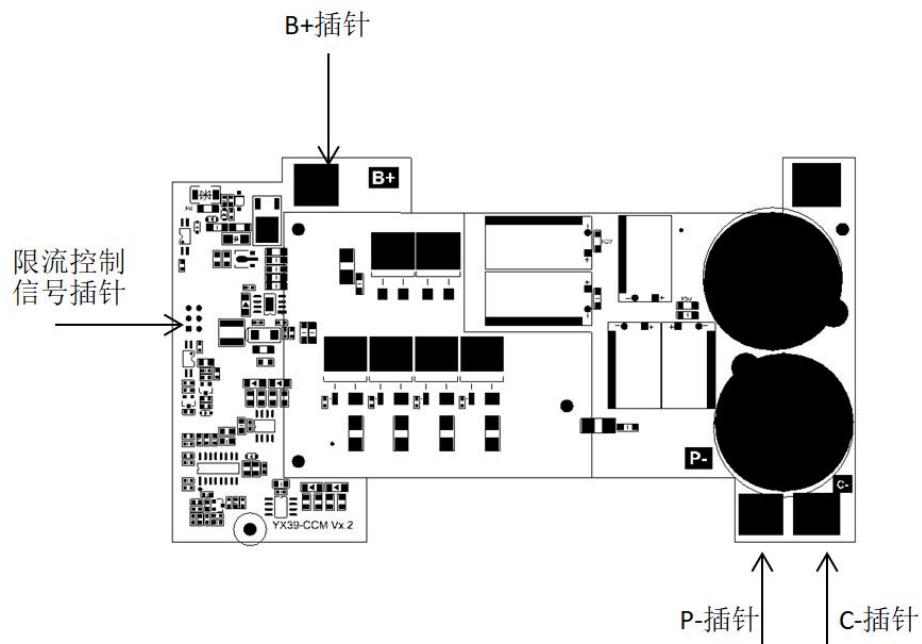 B+插针
B+
限流控制
信号插针
P-
C-
YX39-CCM Vx.2
P-插针
C-插针